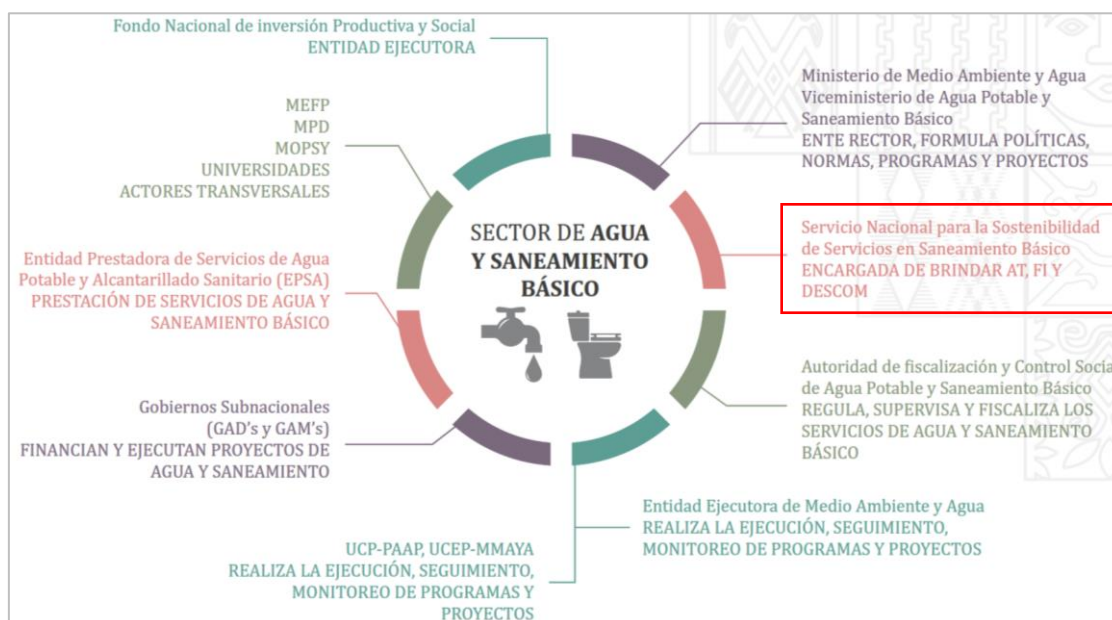 Fondo Nacional de inversión Productiva y Social
ENTIDAD EJECUTORA
MEFP
MPD
MOPSY
UNIVERSIDADES
ACTORES TRANSVERSALES
Entidad Prestadora de Servicios de Agua
Potable y Alcantarillado Sanitario (EPSA)
PRESTACIÓN DE SERVICIOS DE AGUA Y
SANEAMIENTO BÁSICO
Gobiernos Subnacionales
(GAD's y GAM's)
FINANCIAN Y EJECUTAN PROYECTOS DE
AGUA Y SANEAMIENTO
UCP-PAAP, UCEP-MMAYA
REALIZA LA EJECUCIÓN, SEGUIMIENTO,
MONITOREO DE PROGRAMAS Y
PROYECTOS
SECTOR DE AGUA
Y SANEAMIENTO
BÁSICO
Ministerio de Medio Ambiente y Agua
Viceministerio de Agua Potable y
Saneamiento Básico
ENTE RECTOR, FORMULA POLÍTICAS,
NORMAS, PROGRAMAS Y PROYECTOS
Servicio Nacional para la Sostenibilidad
de Servicios en Saneamiento Básico
ENCARGADA DE BRINDAR AT, FI Y
DESCOM
Autoridad de fiscalización y Control Socia
de Agua Potable y Saneamiento Básico
REGULA, SUPERVISA Y FISCALIZA LOS
SERVICIOS DE AGUA Y SANEAMIENTO
BÁSICO
Entidad Ejecutora de Medio Ambiente y Agua
REALIZA LA EJECUCIÓN, SEGUIMIENTO,
MONITOREO DE PROGRAMAS Y PROYECTOS